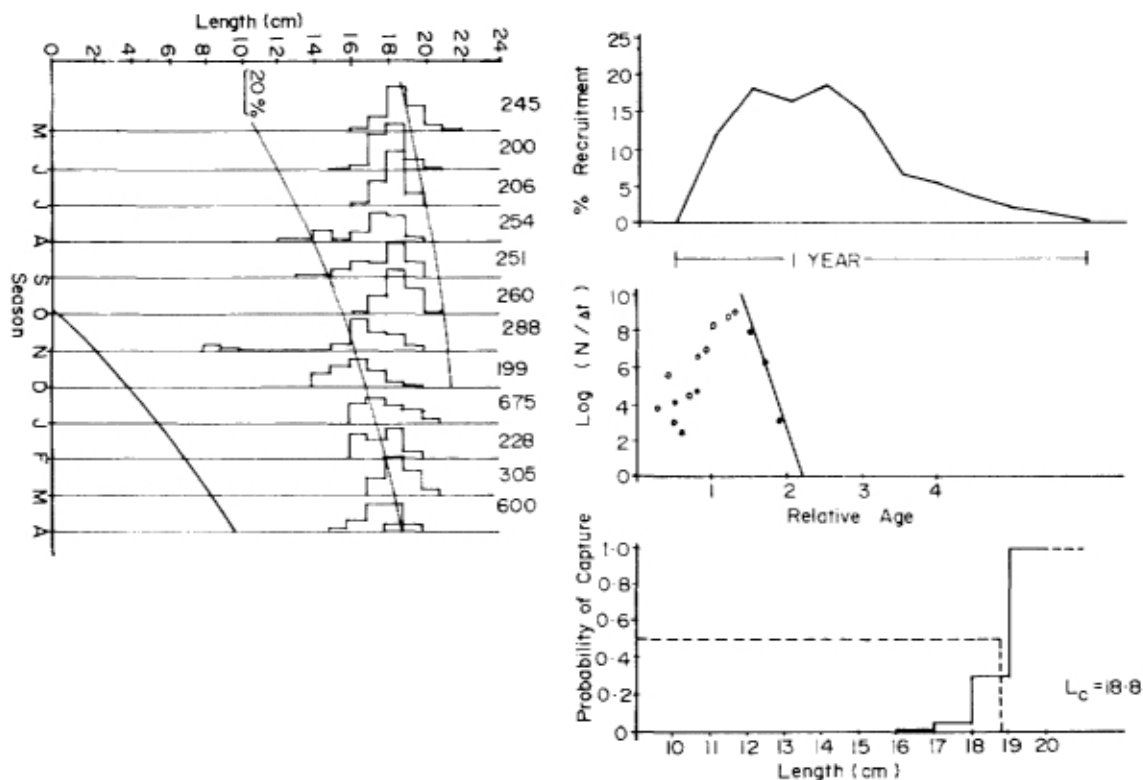 Length (cm)
0 2 4 6 8 10 12 14 16 18 20 22 24
20%
245
M
200
J
206
J
254
A
251
S
260
O
288
N
199
D
675
J
228
F
305
M
600
A
Season
% Recruitment
25
20
15
10
5
0
1 YEAR
Log (N/Δt)
10
8
6
4
2
0
1 2 3 4
Relative Age
Probability of Capture
1·0
0·8
0·6
0·4
0·2
0
Lc = 18·8
10 11 12 13 14 15 16 17 18 19 20
Length (cm)